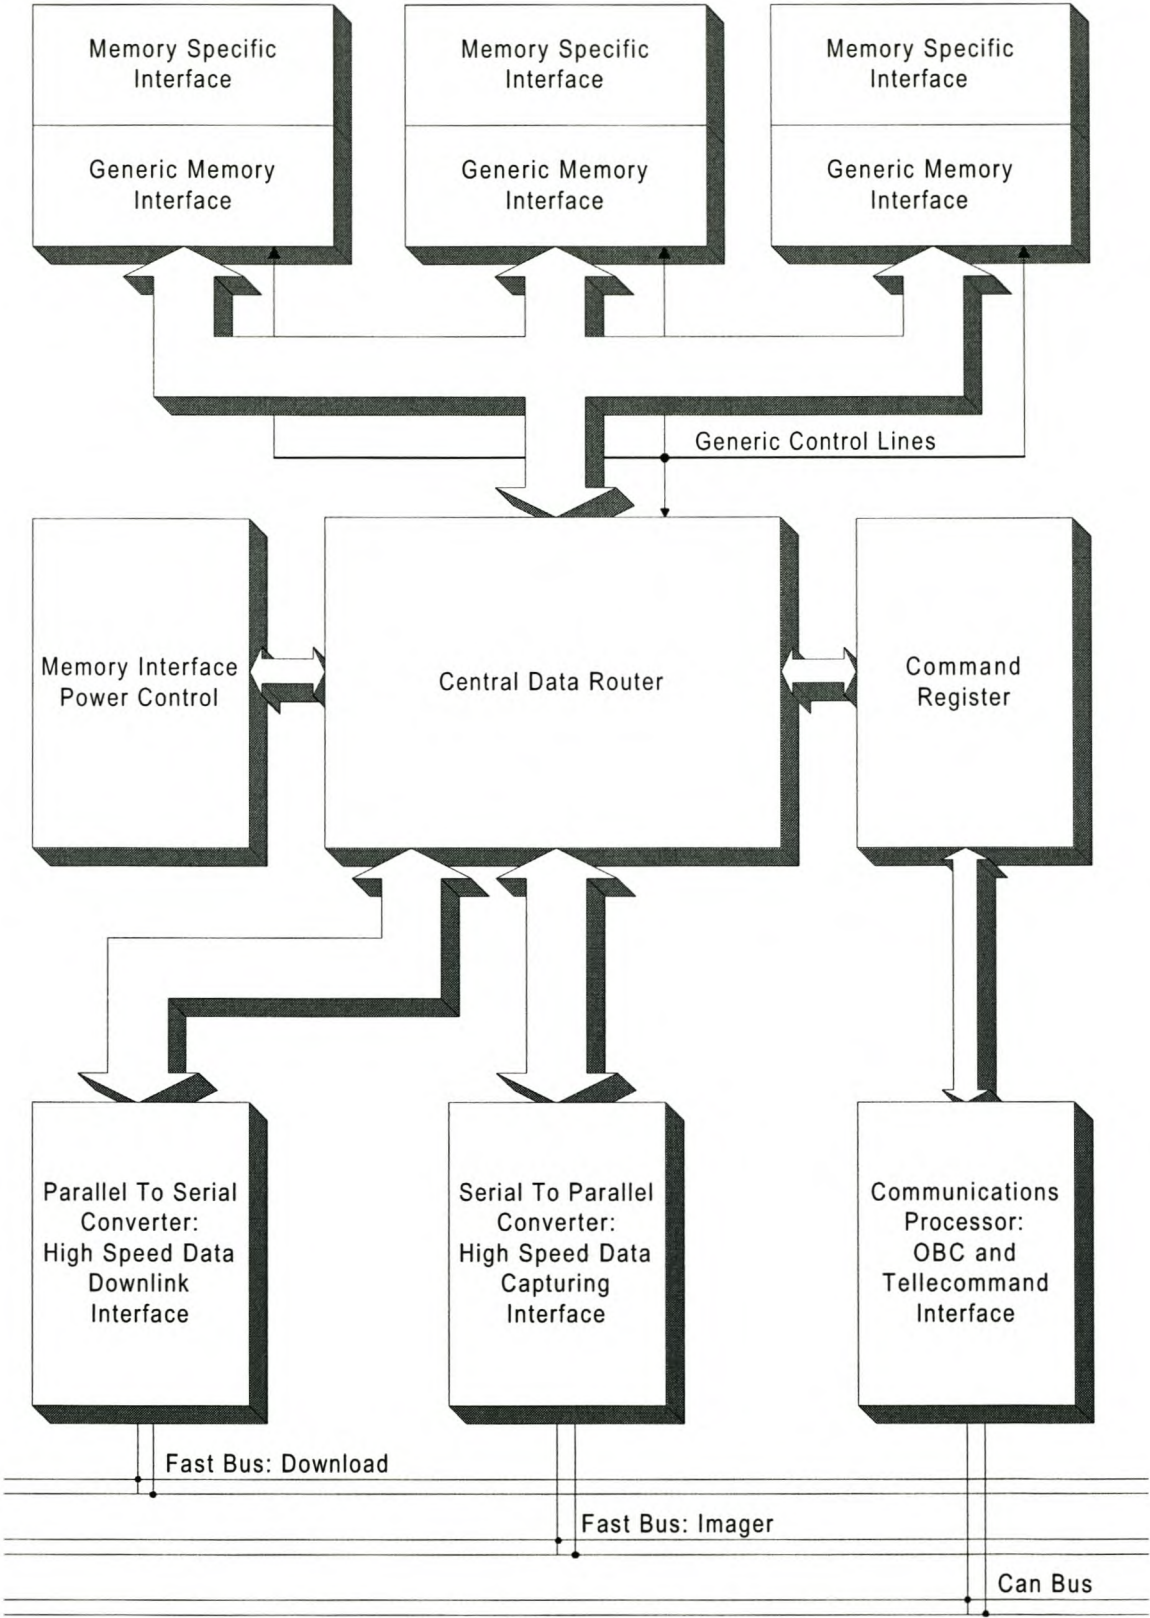 Memory Specific
Interface
Generic Memory
Interface
Memory Specific
Interface
Generic Memory
Interface
Memory Specific
Interface
Generic Memory
Interface
Generic Control Lines
Memory Interface
Power Control
Central Data Router
Command
Register
Parallel To Serial
Converter:
High Speed Data
Downlink
Interface
Serial To Parallel
Converter:
High Speed Data
Capturing
Interface
Communications
Processor:
OBC and
Tellecommand
Interface
Fast Bus: Download
Fast Bus: Imager
Can Bus